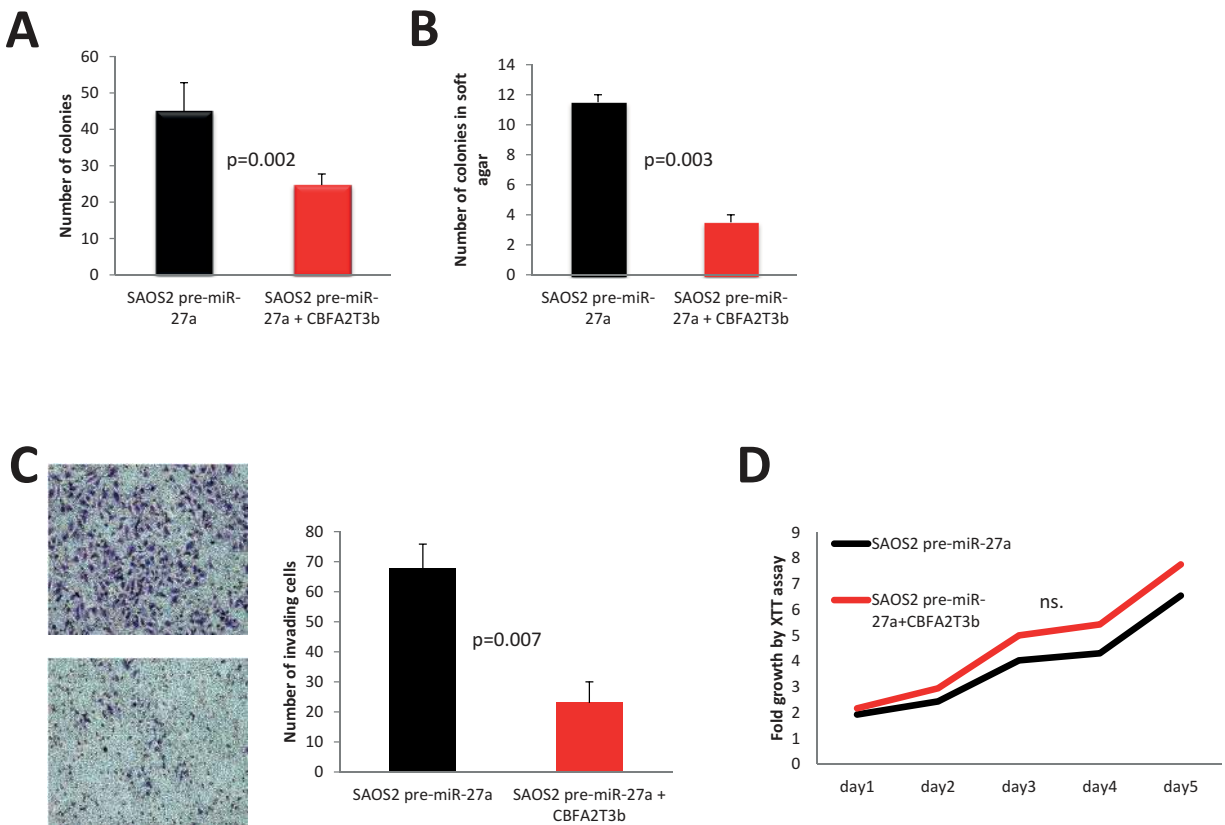 A
Number of colonies
60
50
40
30
20
10
0
p=0.002
SAOS2 pre-miR-
27a
SAOS2 pre-miR-
27a + CBFA2T3b
B
Number of colonies in soft
agar
14
12
10
8
6
4
2
0
p=0.003
SAOS2 pre-miR-
27a
SAOS2 pre-miR-
27a + CBFA2T3b
C
Number of invading cells
80
70
60
50
40
30
20
10
0
p=0.007
SAOS2 pre-miR-27a
SAOS2 pre-miR-27a +
CBFA2T3b
D
Fold growth by XTT assay
9
8
7
6
5
4
3
2
1
0
SAOS2 pre-miR-27a
SAOS2 pre-miR-
27a+CBFA2T3b
ns.
day1
day2
day3
day4
day5